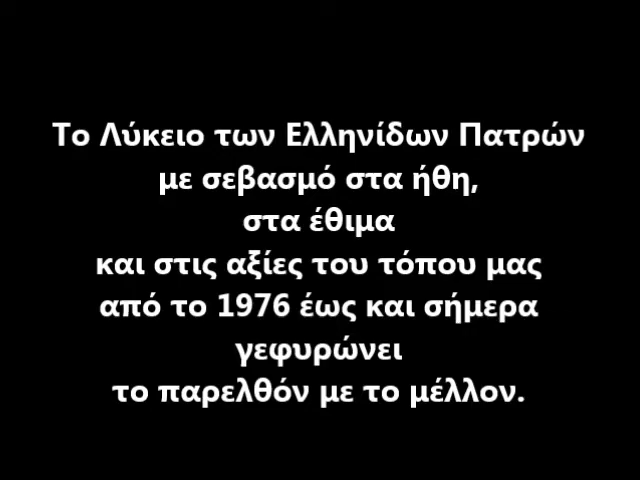 Το Λύκειο των Ελληνίδων Πατρών
με σεβασμό στα ήθη,
στα έθιμα
και στις αξίες του τόπου μας
από το 1976 έως και σήμερα
γεφυρώνει
το παρελθόν με το μέλλον.